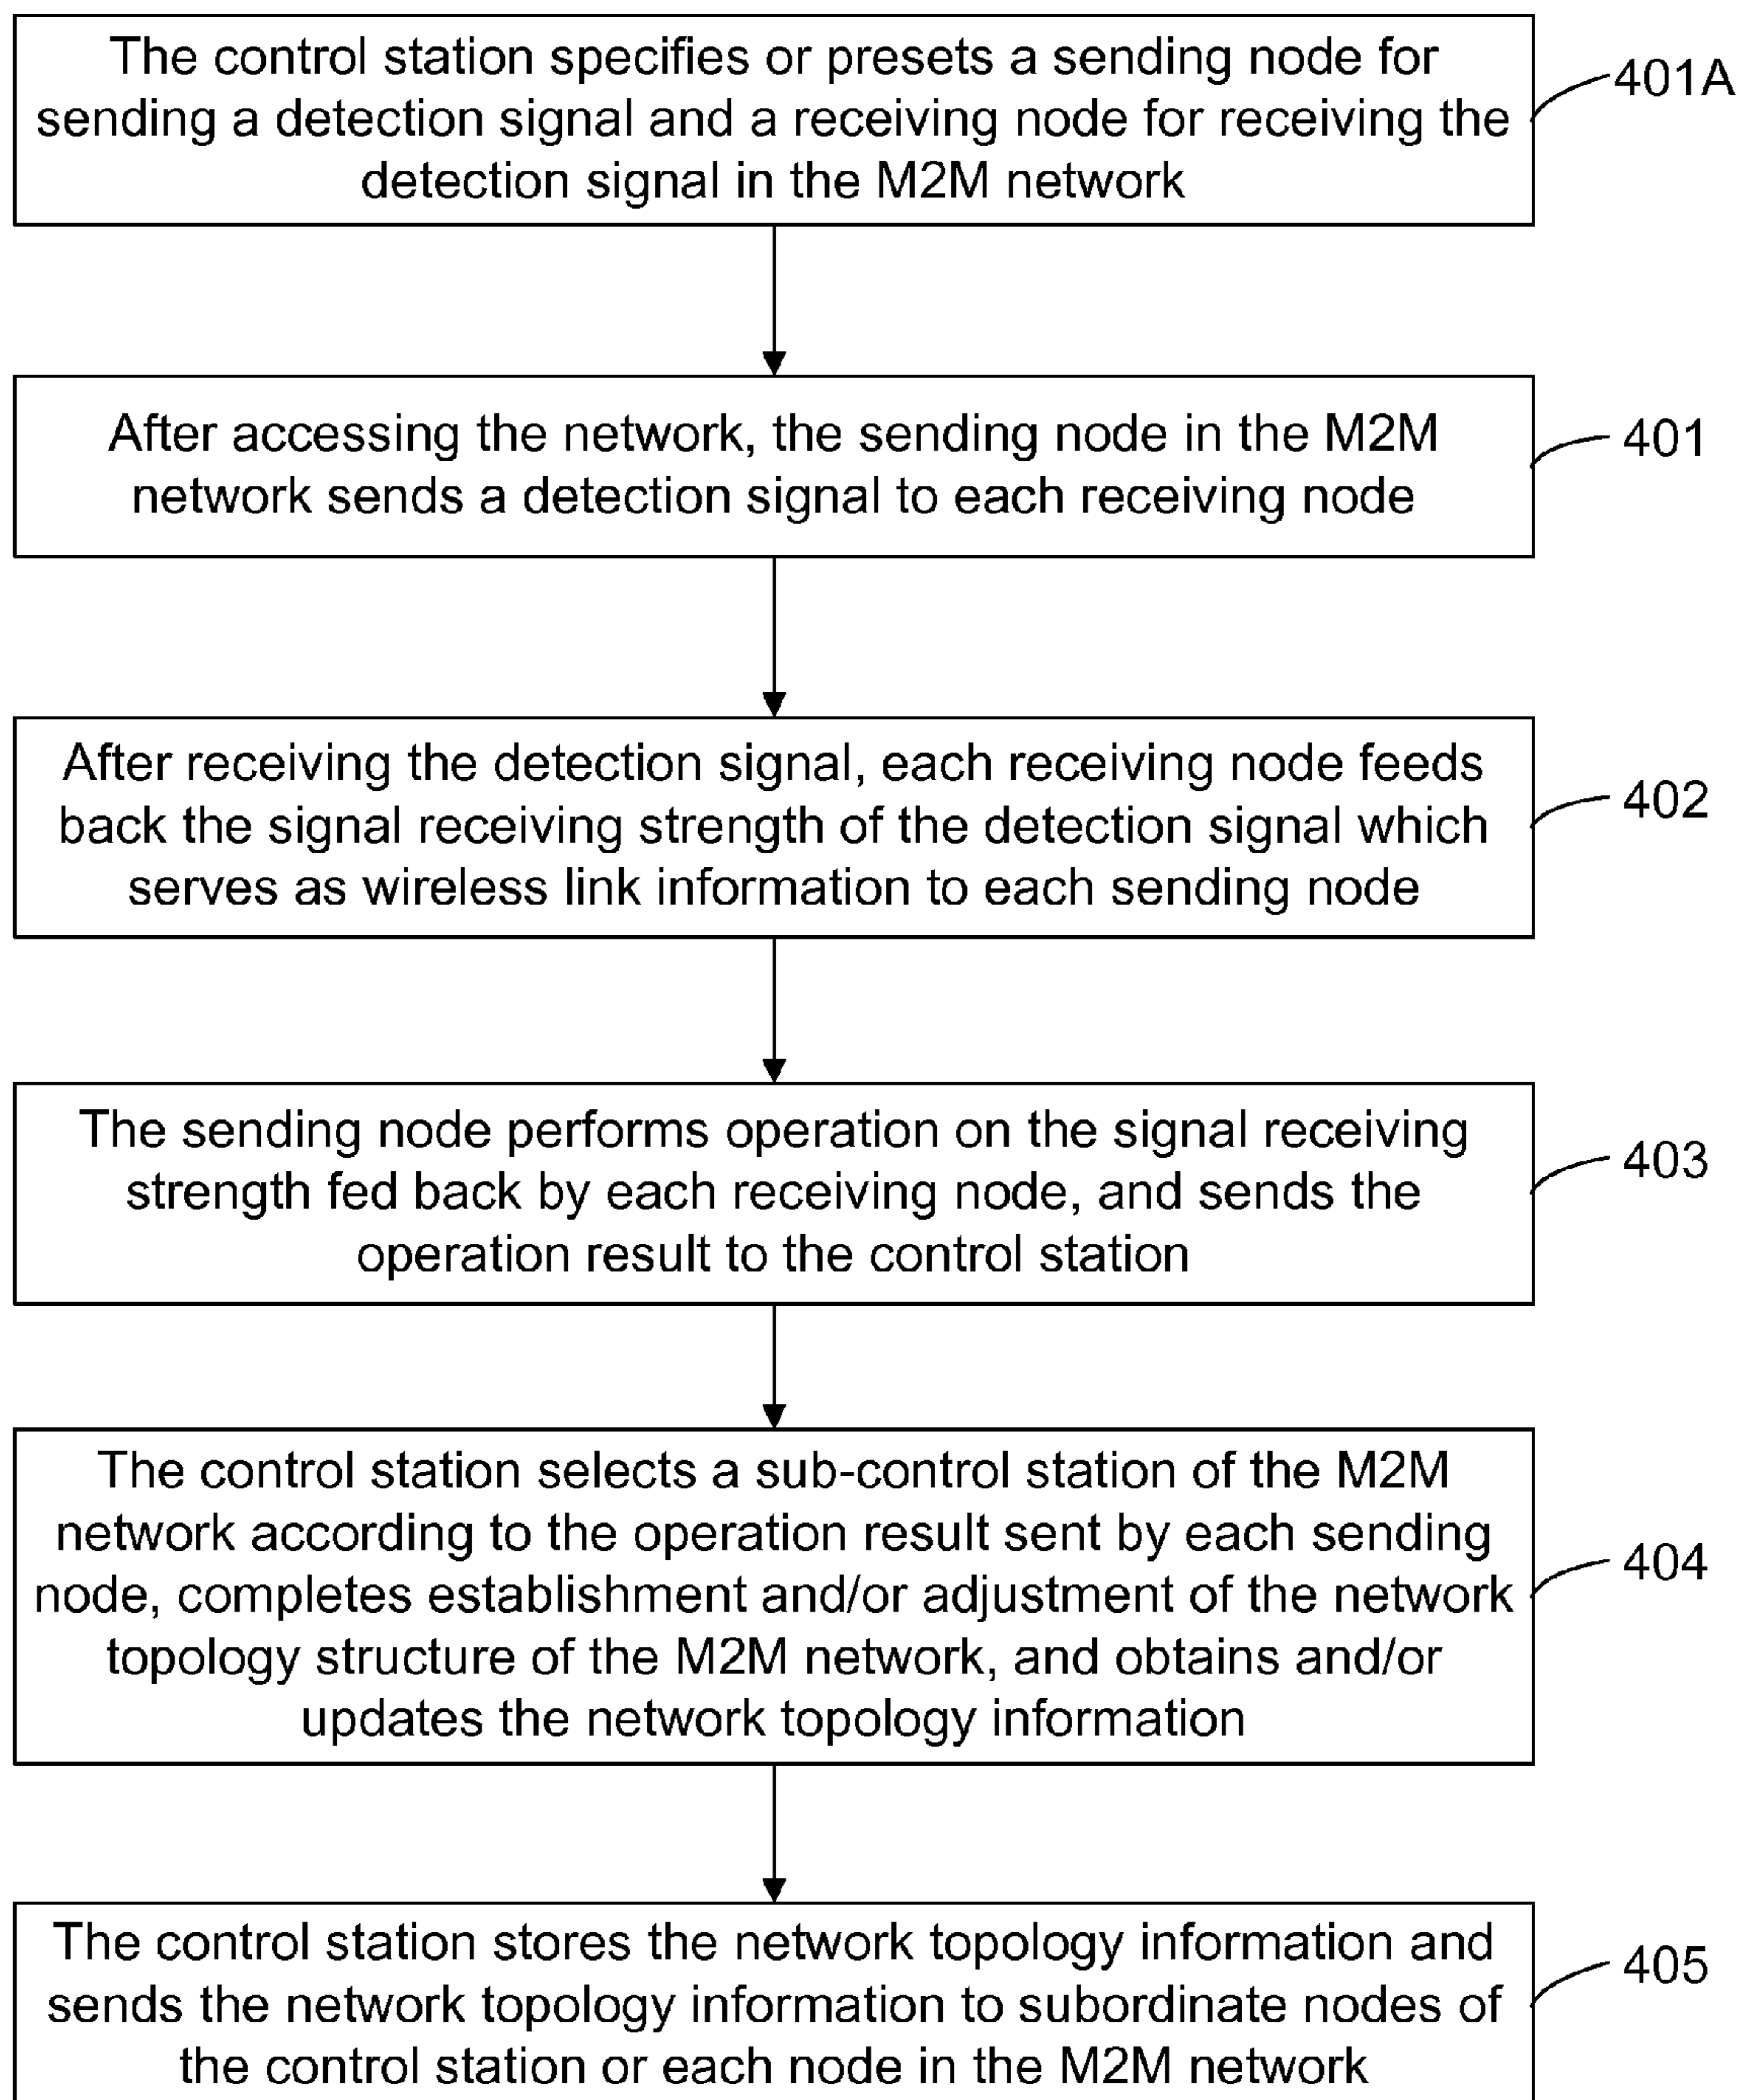 The control station specifies or presets a sending node for
sending a detection signal and a receiving node for receiving the
detection signal in the M2M network
401A
After accessing the network, the sending node in the M2M
network sends a detection signal to each receiving node
401
After receiving the detection signal, each receiving node feeds
back the signal receiving strength of the detection signal which
serves as wireless link information to each sending node
402
The sending node performs operation on the signal receiving
strength fed back by each receiving node, and sends the
operation result to the control station
403
The control station selects a sub-control station of the M2M
network according to the operation result sent by each sending
node, completes establishment and/or adjustment of the network
topology structure of the M2M network, and obtains and/or
updates the network topology information
404
The control station stores the network topology information and
sends the network topology information to subordinate nodes of
the control station or each node in the M2M network
405